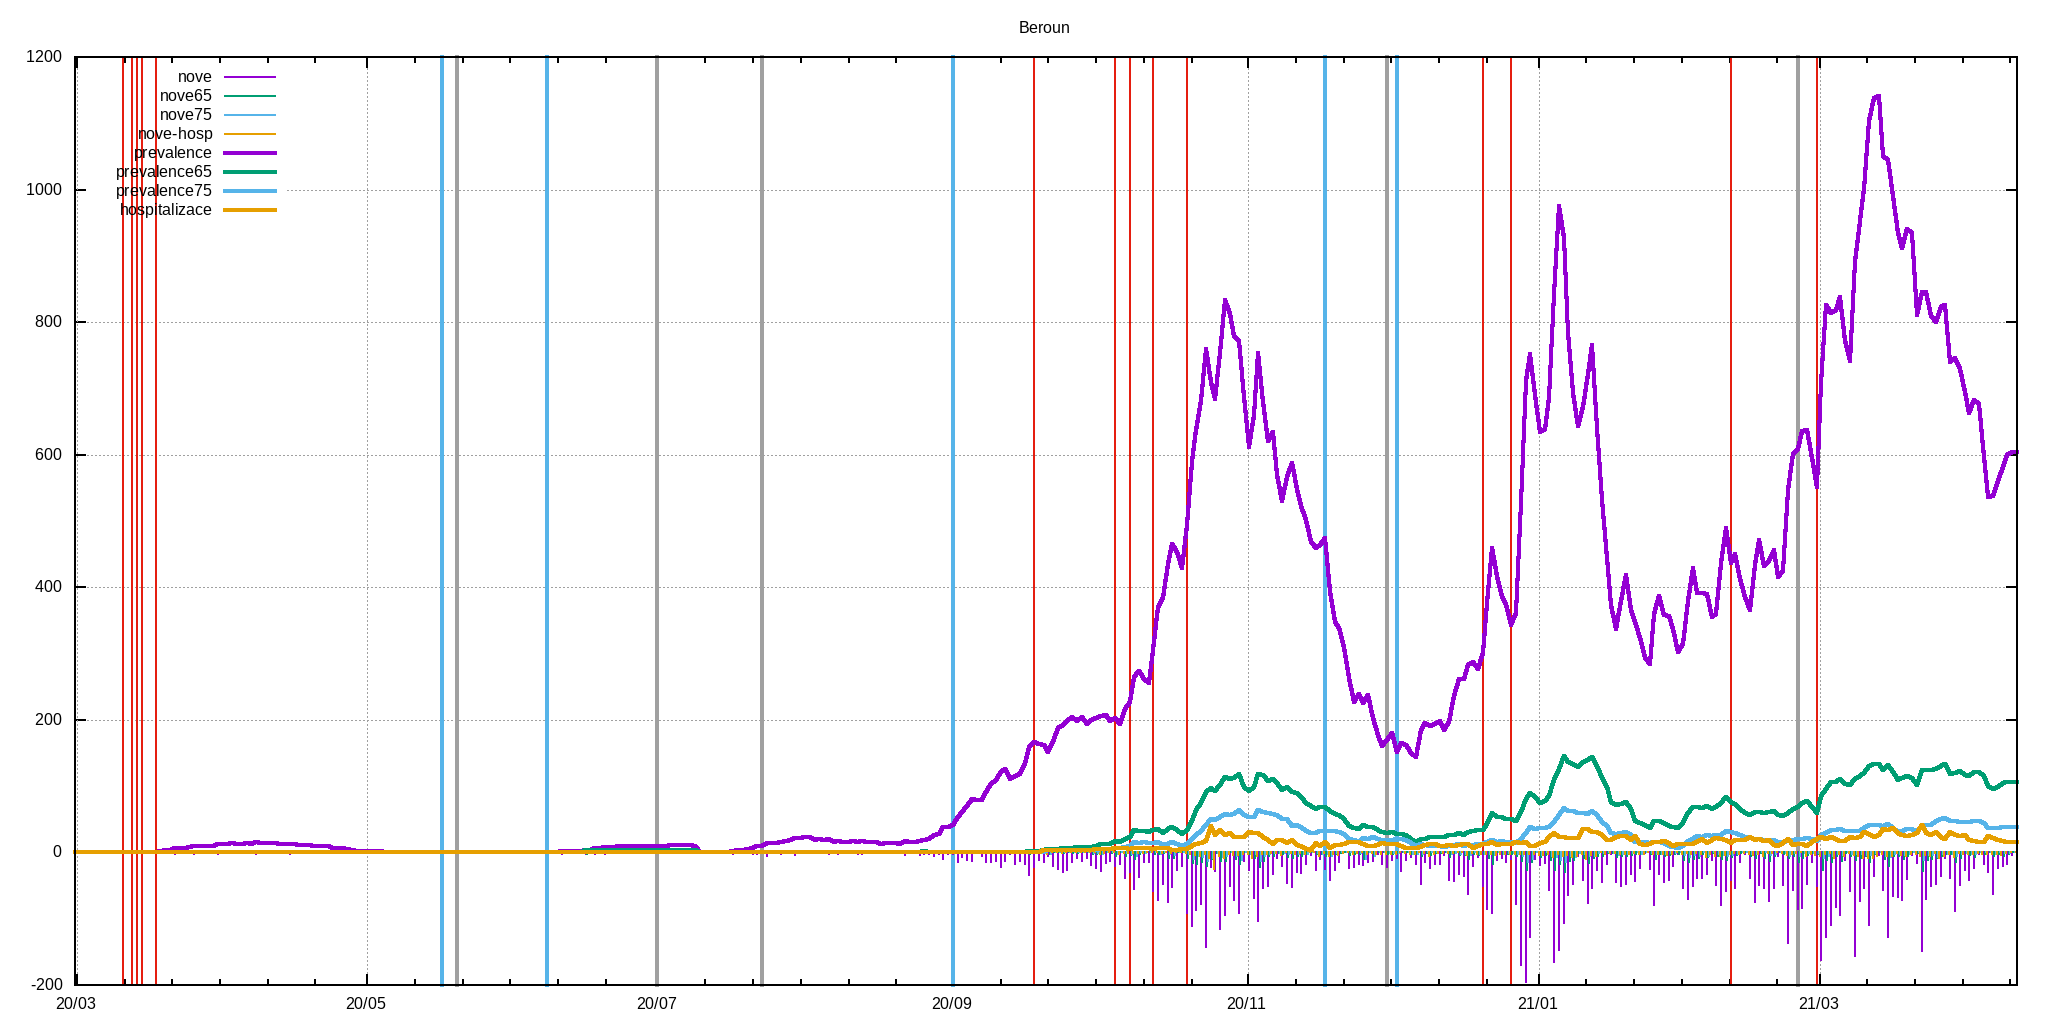 Beroun
1200
nove
nove65
nove75
nove-hosp
prevalence
prevalence65
prevalence75
hospitalizace
1000
800
600
400
200
0
-200
20/03 20/05 20/07 20/09 20/11 21/01 21/03